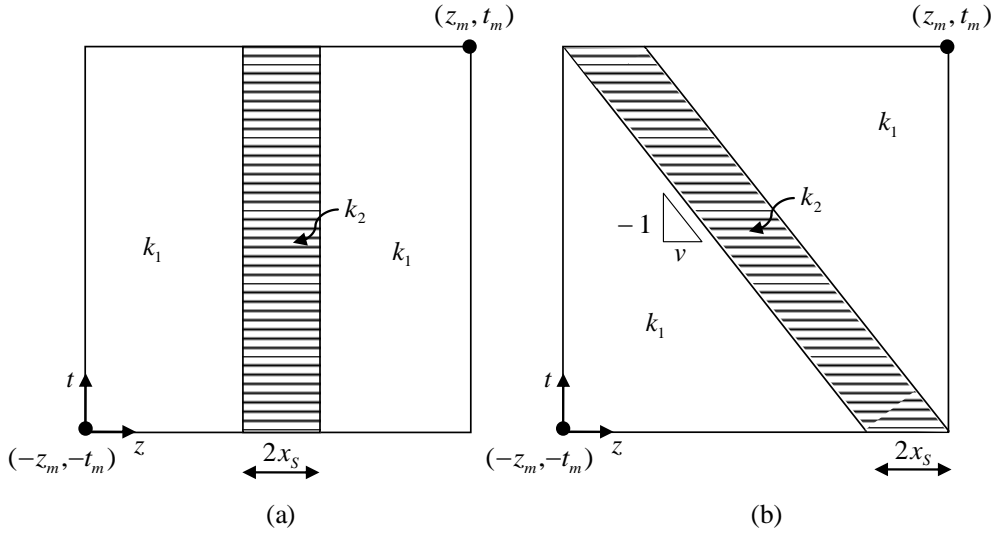 (z_m, t_m)
k_1
k_2
k_1
t
z
(−z_m,−t_m)
2x_S
(a)
(z_m, t_m)
k_1
k_2
−1
v
k_1
t
z
(−z_m,−t_m)
2x_S
(b)